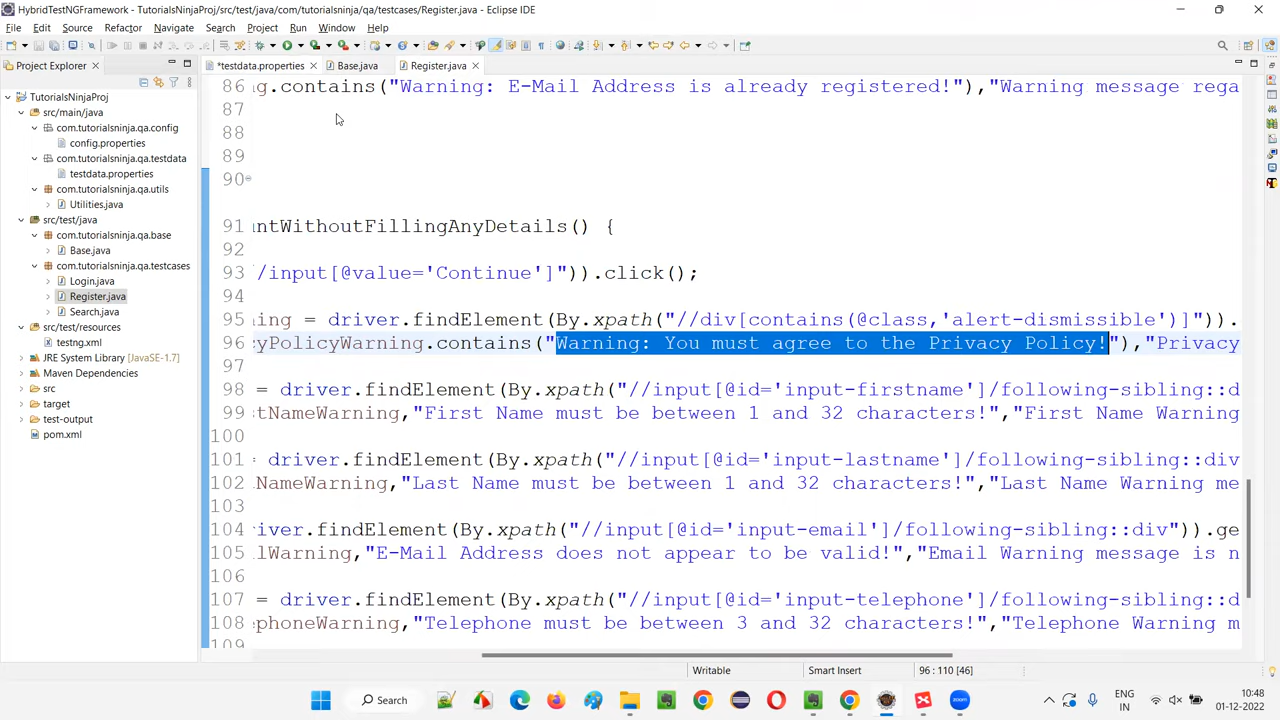 HybridTestNGFramework - TutorialsNinjaProj/src/test/java/com/tutorialsninja/qa/testcases/Register.java - Eclipse IDE
File Edit Source Refactor Navigate Search Project Run Window Help
Project Explorer
*testdata.properties Base.java Register.java
TutorialsNinjaProj
src/main/java
com.tutorialsninja.qa.config
config.properties
com.tutorialsninja.qa.testdata
testdata.properties
com.tutorialsninja.qa.utils
Utilities.java
src/test/java
com.tutorialsninja.qa.base
Base.java
com.tutorialsninja.qa.testcases
Login.java
Register.java
Search.java
src/test/resources
testng.xml
JRE System Library [JavaSE-1.7]
Maven Dependencies
src
target
test-output
pom.xml
86 g.contains("Warning: E-Mail Address is already registered!"),"Warning message rega
87
88
89
90
91 ntWithoutFillingAnyDetails() {
92
93 //input[@value='Continue']")).click();
94
95 ning = driver.findElement(By.xpath("//div[contains(@class,'alert-dismissible')]")).
96 cyPolicyWarning.contains("Warning: You must agree to the Privacy Policy!"),"Privacy
97
98 = driver.findElement(By.xpath("//input[@id='input-firstname']/following-sibling::d
99 stNameWarning,"First Name must be between 1 and 32 characters!","First Name Warning
100
101 = driver.findElement(By.xpath("//input[@id='input-lastname']/following-sibling::div
102 NameWarning,"Last Name must be between 1 and 32 characters!","Last Name Warning me
103
104 iver.findElement(By.xpath("//input[@id='input-email']/following-sibling::div")).ge
105 lWarning,"E-Mail Address does not appear to be valid!","Email Warning message is n
106
107 = driver.findElement(By.xpath("//input[@id='input-telephone']/following-sibling::d
108 ephoneWarning,"Telephone must be between 3 and 32 characters!","Telephone Warning m
109
Writable Smart Insert 96 : 110 [46]
Search
ENG
IN
10:48
01-12-2022